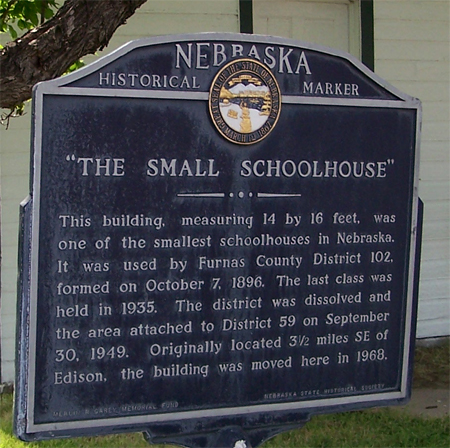 NEBRASKA
HISTORICAL MARKER
"THE SMALL SCHOOLHOUSE"
This building, measuring 14 by 16 feet, was
one of the smallest schoolhouses in Nebraska.
It was used by Furnas County District 102,
formed on October 7, 1896. The last class was
held in 1935. The district was dissolved and
the area attached to District 59 on September
30, 1949. Originally located 3½ miles SE of
Edison, the building was moved here in 1968.
MEMORIAL FUND
NEBRASKA STATE HISTORICAL SOCIETY